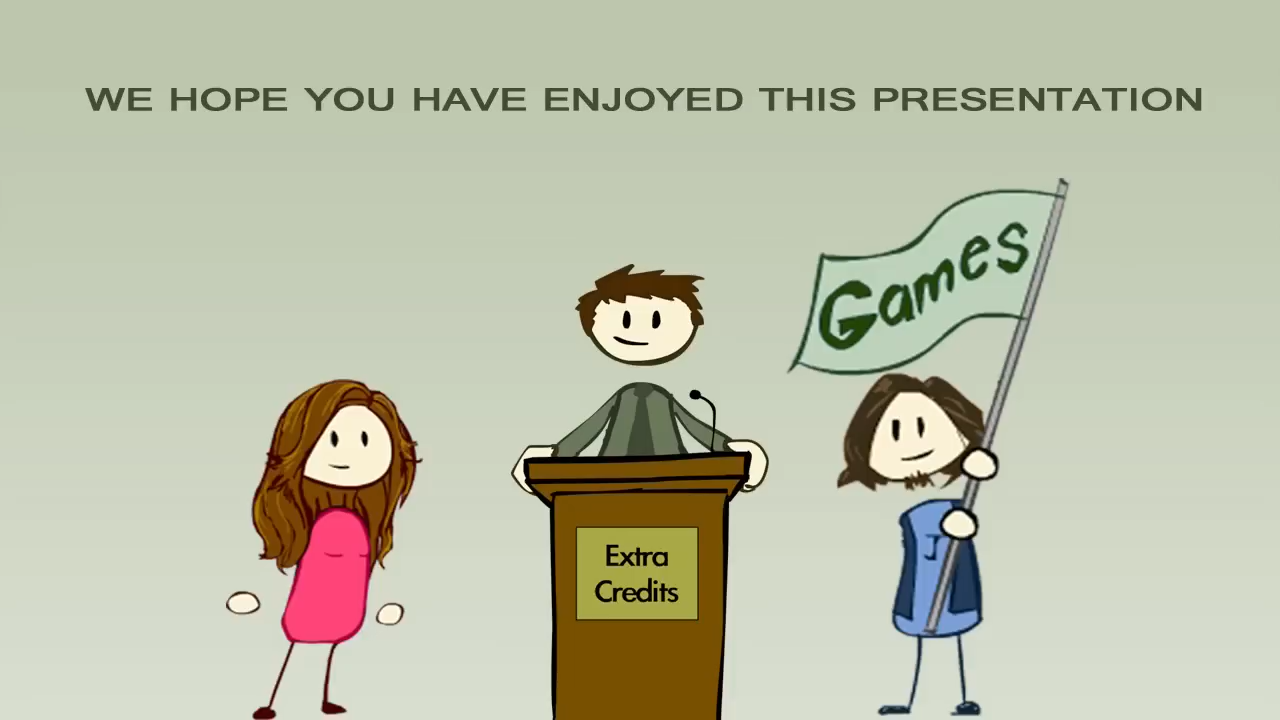 WE HOPE YOU HAVE ENJOYED THIS PRESENTATION
Games
Extra
Credits
J